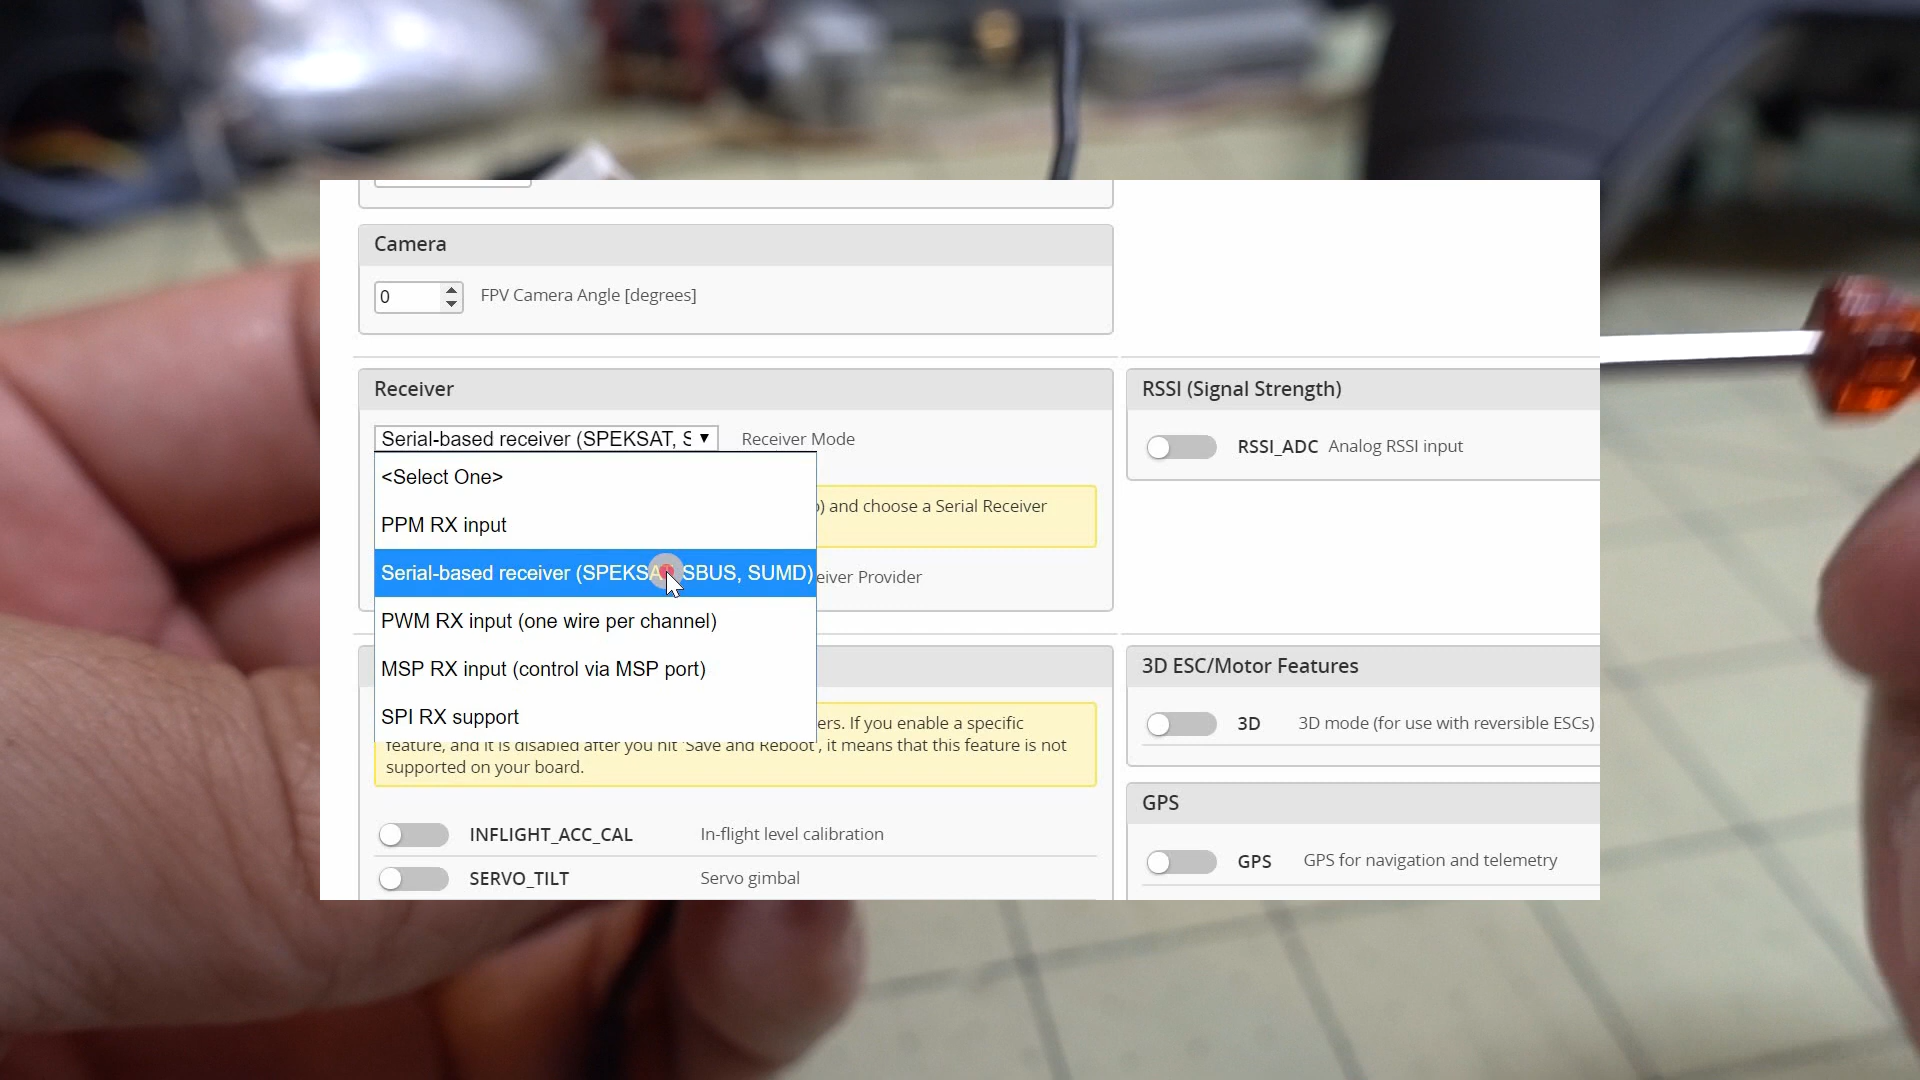 Camera
0
FPV Camera Angle [degrees]
Receiver
Serial-based receiver (SPEKSAT, S
Receiver Mode
<Select One>
PPM RX input
) and choose a Serial Receiver
Serial-based receiver (SPEKSA SBUS, SUMD)
eiver Provider
PWM RX input (one wire per channel)
MSP RX input (control via MSP port)
SPI RX support
ers. If you enable a specific
feature, and it is disabled after you hit 'Save and Reboot', it means that this feature is not
supported on your board.
INFLIGHT_ACC_CAL In-flight level calibration
SERVO_TILT Servo gimbal
RSSI (Signal Strength)
RSSI_ADC Analog RSSI input
3D ESC/Motor Features
3D 3D mode (for use with reversible ESCs)
GPS
GPS GPS for navigation and telemetry